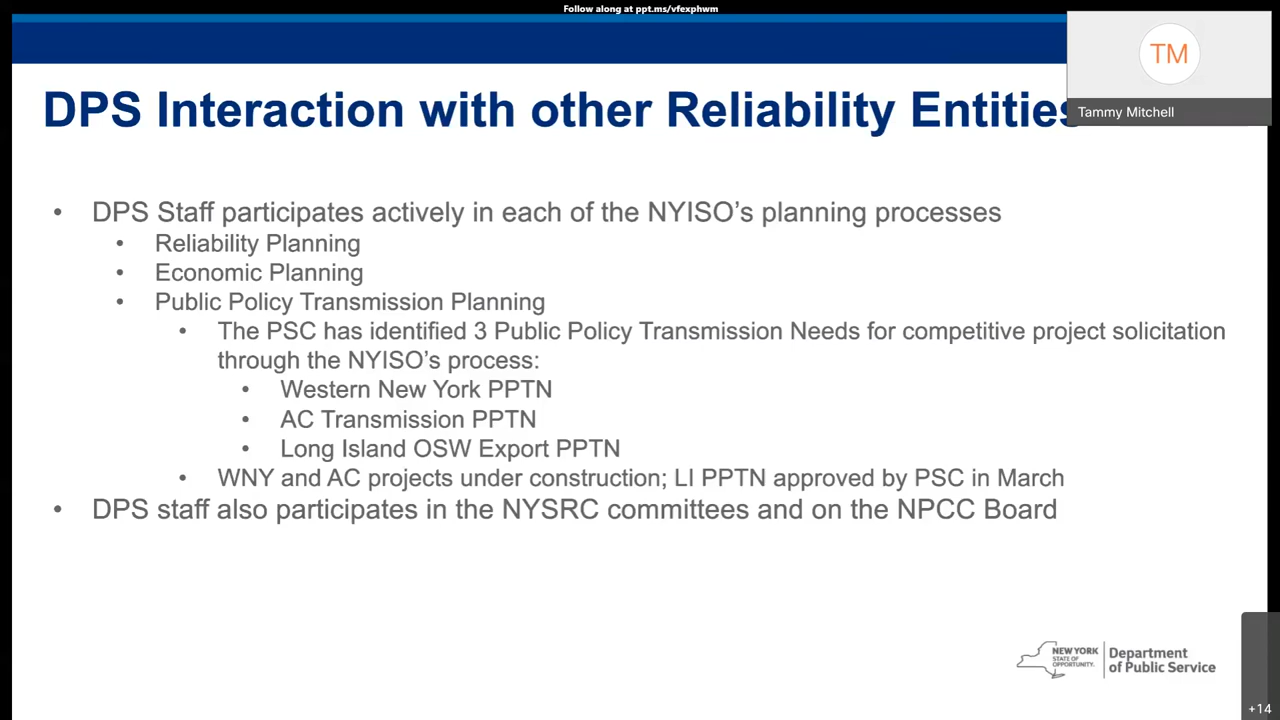 Follow along at ppt.ms/vfexphwm
TM
Tammy Mitchell
DPS Interaction with other Reliability Entities
• DPS Staff participates actively in each of the NYISO’s planning processes
• Reliability Planning
• Economic Planning
• Public Policy Transmission Planning
• The PSC has identified 3 Public Policy Transmission Needs for competitive project solicitation
through the NYISO’s process:
• Western New York PPTN
• AC Transmission PPTN
• Long Island OSW Export PPTN
• WNY and AC projects under construction; LI PPTN approved by PSC in March
• DPS staff also participates in the NYSRC committees and on the NPCC Board
NEW YORK
STATE OF
OPPORTUNITY.
Department
of Public Service
+14